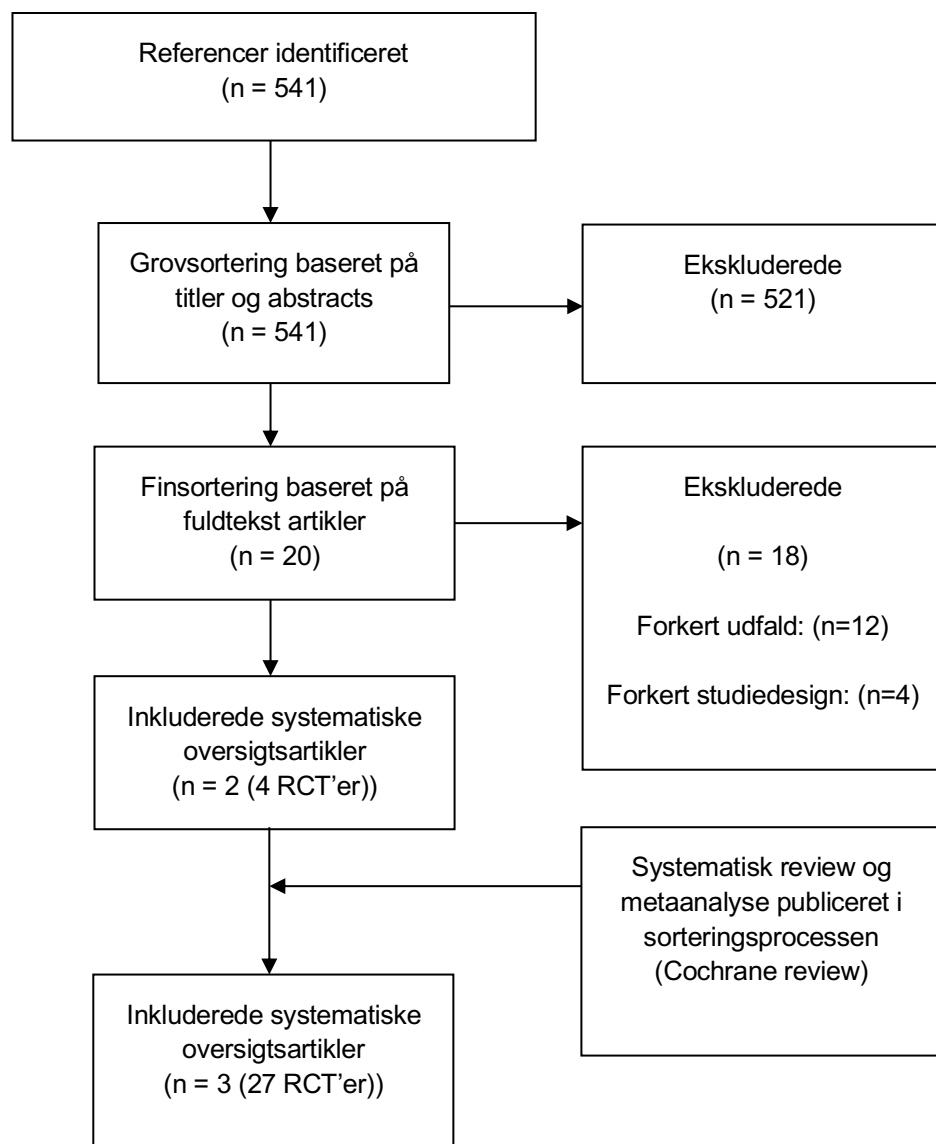 Referencer identificeret
(n = 541)
Grovsortering baseret på
titler og abstracts
(n = 541)
Ekskluderede
(n = 521)
Finsortering baseret på
fuldtekst artikler
(n = 20)
Ekskluderede
(n = 18)
Forkert udfald: (n=12)
Forkert studiedesign: (n=4)
Inkluderede systematiske
oversigtsartikler
(n = 2 (4 RCT’er))
Systematisk review og
metaanalyse publiceret i
sorteringsprocessen
(Cochrane review)
Inkluderede systematiske
oversigtsartikler
(n = 3 (27 RCT’er))